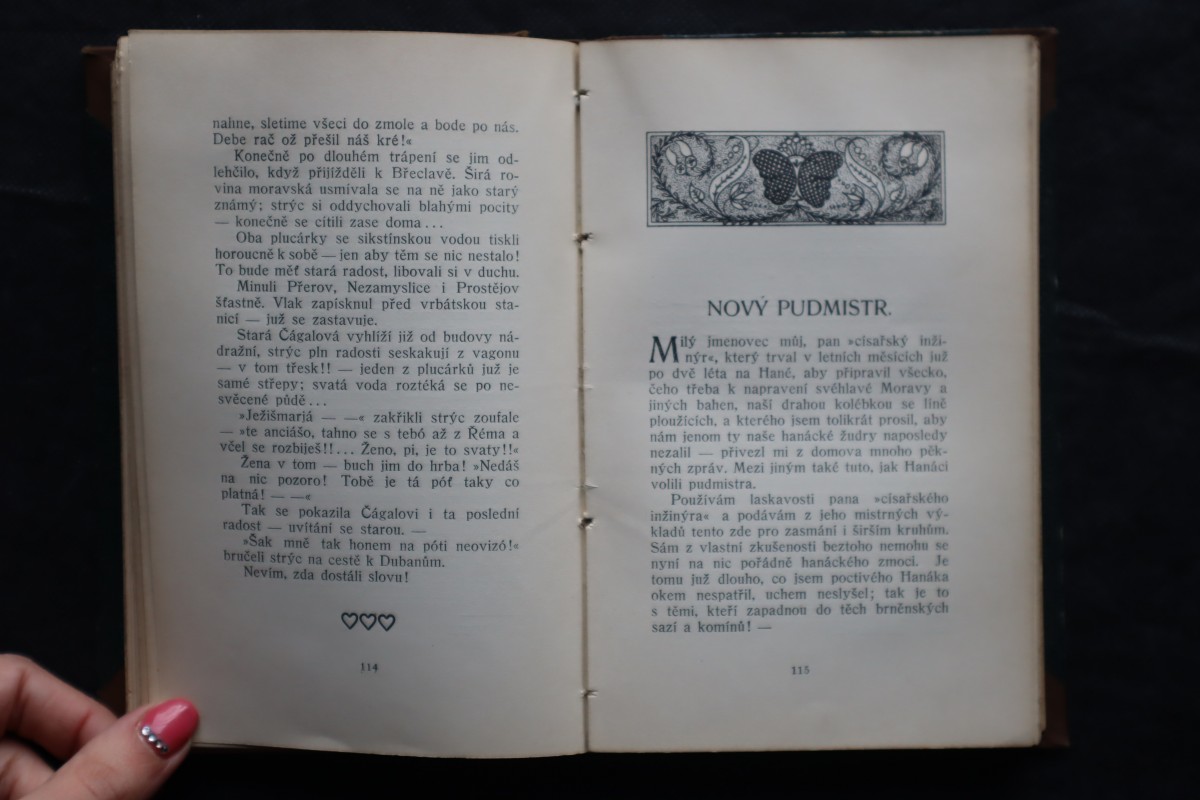 nahne, sletíme všeci do zmole a bode po nás.
Debe rač ož přešil náš kré!«
Konečně po dlouhém trápení se jim od-
lehčilo, když přijížděli k Břeclavě. Širá ro-
vina moravská usmívala se na ně jako starý
známý; strýc si oddychovali blahými pocity
— konečně se cítili zase doma...
Oba plucárky se sikstínskou vodou tiskli
horoucně k sobě — jen aby těm se nic nestalo!
To bude měť stará radost, libovali si v duchu.
Minuli Přerov, Nezamyslice i Prostějov
šťastně. Vlak zapísknul před vrbátskou sta-
nicí — již se zastavuje.
Stará Čágalová vyhlíží již od budovy ná-
dražní, strýc pln radosti seskakují z vagonu
— v tom třesk!! — jeden z plucárků již je
samé střepy; svatá voda roztéká se po ne-
svěcené půdě...
»Ježišmarjá — —« zakřikli strýc zoufale
— »te anciášo, tahno se s tebó až z Řéma a
včel se rozbiješ!!... Ženo, pi, je to svaty!!«
Žena v tom — buch jim do hrba! »Nedáš
na nic pozoro! Tobě je tá póť taky co
platná! — —«
Tak se pokazila Čágalovi i ta poslední
radost — uvítání se starou. —
»Šak mně tak honem na póti neovizó!«
bručeli strýc na cestě k Dubanům.
Nevím, zda dostáli slovu!
114
NOVÝ PUDMISTR.
Milý jmenovec můj, pan »císařský inži-
nýr«, který trval v letních měsících již
po dvě léta na Hané, aby připravil všecko,
čeho třeba k napravení svéhlavé Moravy a
jiných bahen, naší drahou kolébkou se líně
ploužících, a kterého jsem tolikrát prosil, aby
nám jenom ty naše hanácké žudry naposledy
nezalil — přivezl mi z domova mnoho pěk-
ných zpráv. Mezi jiným také tuto, jak Hanáci
volili pudmistra.
Používám laskavosti pana »císařského
inžinýra« a podávám z jeho mistrných vý-
kladů tento zde pro zasmání i širším kruhům.
Sám z vlastní zkušenosti beztoho nemohu se
nyní na nic pořádně hanáckého zmoci. Je
tomu již dlouho, co jsem poctivého Hanáka
okem nespatřil, uchem neslyšel; tak je to
s těmi, kteří zapadnou do těch brněnských
sazí a komínů! —
115